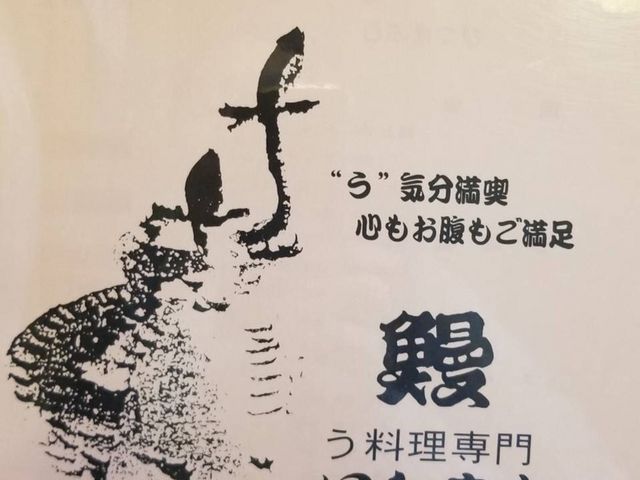 “う”気分満喫
心もお腹もご満足
鰻
う料理専門